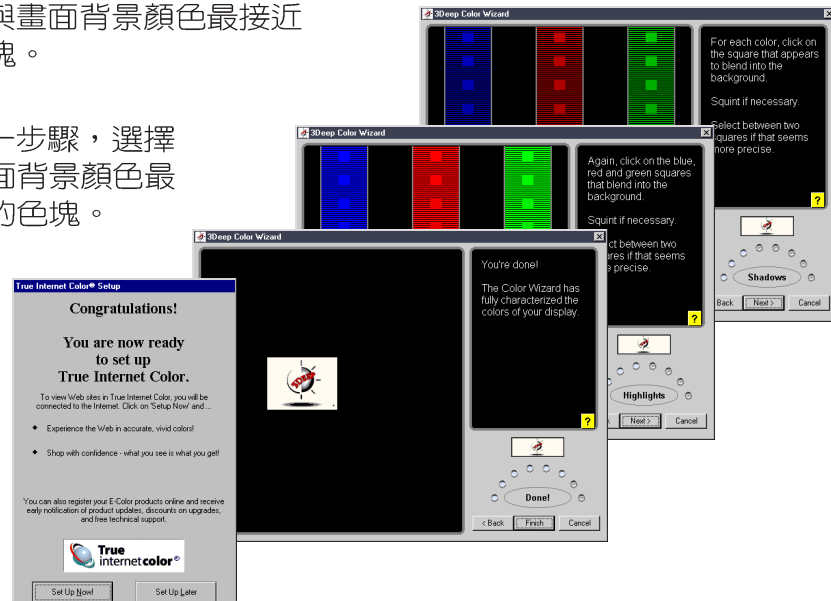 與畫面背景顏色最接近
塊。
一步驟，選擇
面背景顏色最
的色塊。
3Deep Color Wizard
For each color, click on
the square that appears
to blend into the
background.
Squint if necessary.
Select between two
squares if that seems
more precise.
?
Shadows
Back
Next >
Cancel
3Deep Color Wizard
Again, click on the blue,
red and green squares
that blend into the
background.
Squint if necessary.
ct between two
ares if that seems
e precise.
?
Highlights
Next >
Cancel
3Deep Color Wizard
You're done!
The Color Wizard has
fully characterized the
colors of your display.
3DEEP
?
Done!
< Back
Finish
Cancel
True Internet Color® Setup
Congratulations!
You are now ready
to set up
True Internet Color.
To view Web sites in True Internet Color, you will be
connected to the Internet. Click on 'Setup Now' and ...
Experience the Web in accurate, vivid colors!
Shop with confidence - what you see is what you get!
You can also register your E-Color products online and receive
early notification of product updates, discounts on upgrades,
and free technical support.
True
internetcolor®
Set Up Now!
Set Up Later